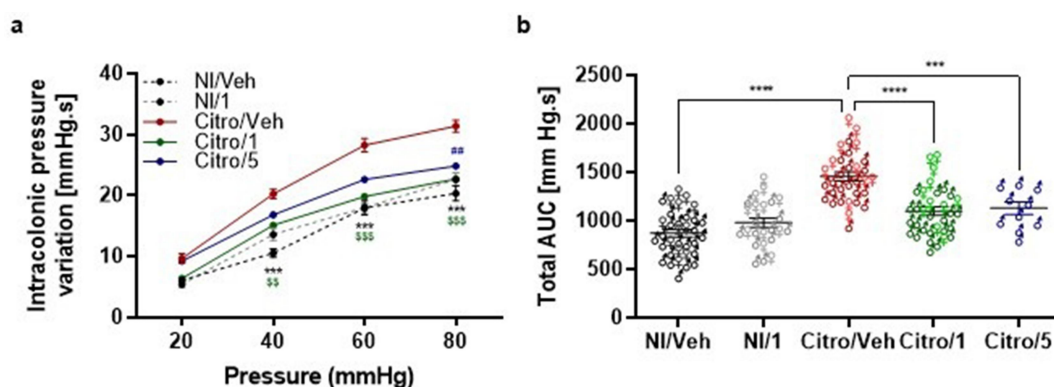 a
Intracolonic pressure
variation [mmHg.s]
40
30
20
10
0
NI/Veh
NI/1
Citro/Veh
Citro/1
Citro/5
***
$$
***
$$$
##
***
$$$
20 40 60 80
Pressure (mmHg)
b
Total AUC [mm Hg.s]
2500
2000
1500
1000
500
0
****
****
***
NI/Veh NI/1 Citro/Veh Citro/1 Citro/5